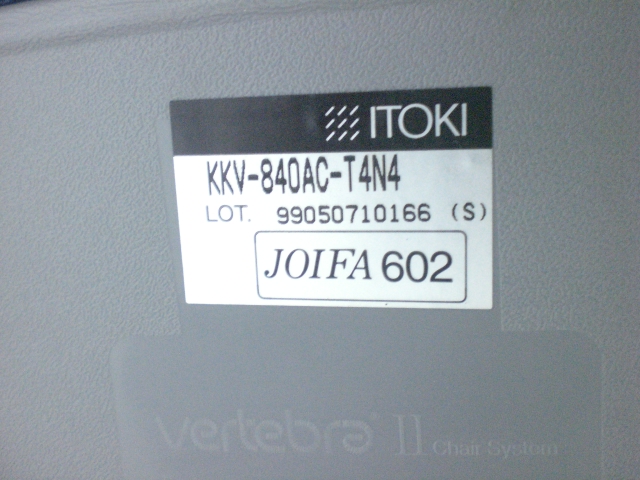 ITOKI
KKV-840AC-T4N4
LOT. 99050710166 (S)
JOIFA 602
vertebra II Chair System